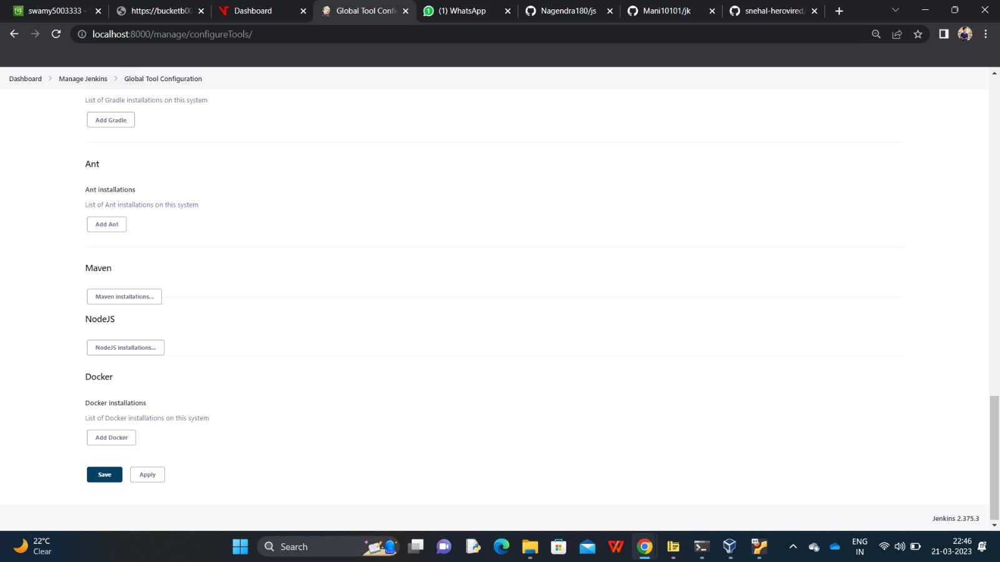 swamy5003333 -
https://bucketb00
Dashboard
Global Tool Confi
(1) WhatsApp
Nagendra180/js
Mani10101/jk
snehal-herovired/
localhost:8000/manage/configureTools/
Dashboard
Manage Jenkins
Global Tool Configuration
List of Gradle installations on this system
Add Gradle
Ant
Ant installations
List of Ant installations on this system
Add Ant
Maven
Maven installations...
NodeJS
NodeJS installations...
Docker
Docker installations
List of Docker installations on this system
Add Docker
Save
Apply
Jenkins 2.375.3
22°C
Clear
Search
ENG
IN
22:46
21-03-2023